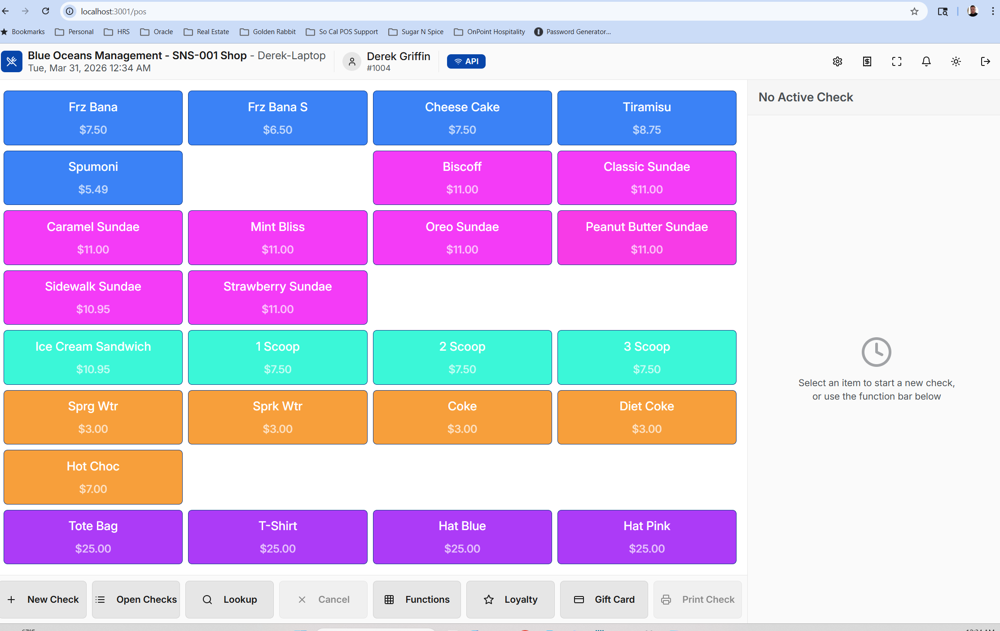 localhost:3001/pos
Bookmarks Personal HRS Oracle Real Estate Golden Rabbit So Cal POS Support Sugar N Spice OnPoint Hospitality Password Generator...
Blue Oceans Management - SNS-001 Shop - Derek-Laptop
Tue, Mar 31, 2026 12:34 AM
Derek Griffin
#1004
API
No Active Check
Frz Bana Frz Bana S Cheese Cake Tiramisu
$7.50 $6.50 $7.50 $8.75
Spumoni Biscoff Classic Sundae
$5.49 $11.00 $11.00
Caramel Sundae Mint Bliss Oreo Sundae Peanut Butter Sundae
$11.00 $11.00 $11.00 $11.00
Sidewalk Sundae Strawberry Sundae
$10.95 $11.00
Ice Cream Sandwich 1 Scoop 2 Scoop 3 Scoop
$10.95 $7.50 $7.50 $7.50
Sprg Wtr Sprk Wtr Coke Diet Coke
$3.00 $3.00 $3.00 $3.00
Hot Choc
$7.00
Tote Bag T-Shirt Hat Blue Hat Pink
$25.00 $25.00 $25.00 $25.00
Select an item to start a new check,
or use the function bar below
New Check Open Checks Lookup Cancel Functions Loyalty Gift Card Print Check